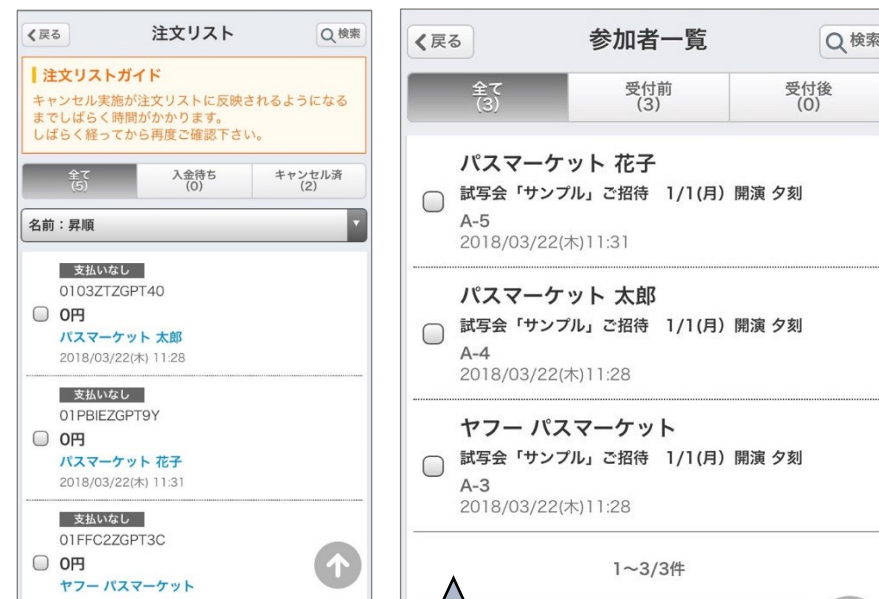 戻る
注文リスト
検索
注文リストガイド
キャンセル実施が注文リストに反映されるようになる
までしばらく時間がかかります。
しばらく経ってから再度ご確認下さい。
全て
(5)
入金待ち
(0)
キャンセル済
(2)
名前：昇順
支払いなし
0103ZTZGPT40
0円
パスマーケット 太郎
2018/03/22(木) 11:28
支払いなし
01PBIEZGPT9Y
0円
パスマーケット 花子
2018/03/22(木) 11:31
支払いなし
01FFC2ZGPT3C
0円
ヤフー パスマーケット
戻る
参加者一覧
検索
全て
(3)
受付前
(3)
受付後
(0)
パスマーケット 花子
試写会「サンプル」ご招待　1/1(月）開演 夕刻
A-5
2018/03/22(木)11:31
パスマーケット 太郎
試写会「サンプル」ご招待　1/1(月）開演 夕刻
A-4
2018/03/22(木)11:28
ヤフー パスマーケット
試写会「サンプル」ご招待　1/1(月）開演 夕刻
A-3
2018/03/22(木)11:28
1〜3/3件